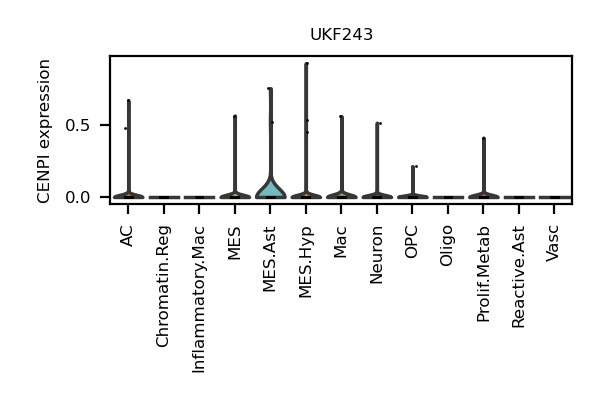 UKF243
CENPI expression
0.5
0.0
AC
Chromatin.Reg
Inflammatory.Mac
MES
MES.Ast
MES.Hyp
Mac
Neuron
OPC
Oligo
Prolif.Metab
Reactive.Ast
Vasc